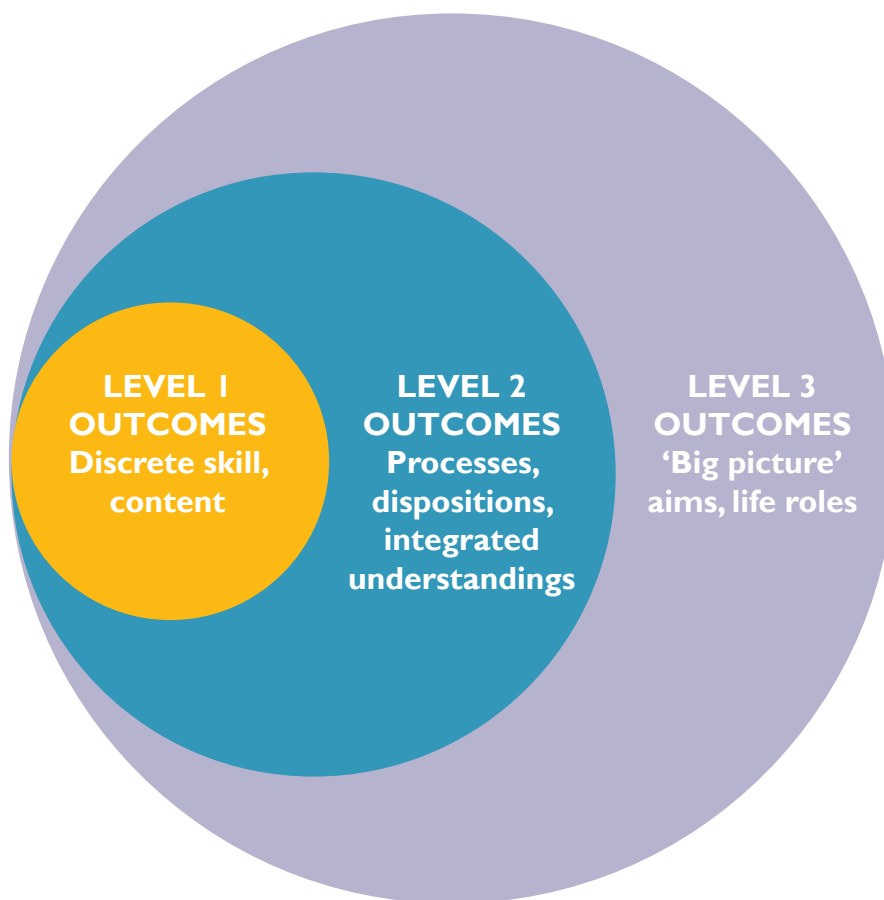 LEVEL 1
OUTCOMES
Discrete skill,
content
LEVEL 2
OUTCOMES
Processes,
dispositions,
integrated
understandings
LEVEL 3
OUTCOMES
‘Big picture’
aims, life roles